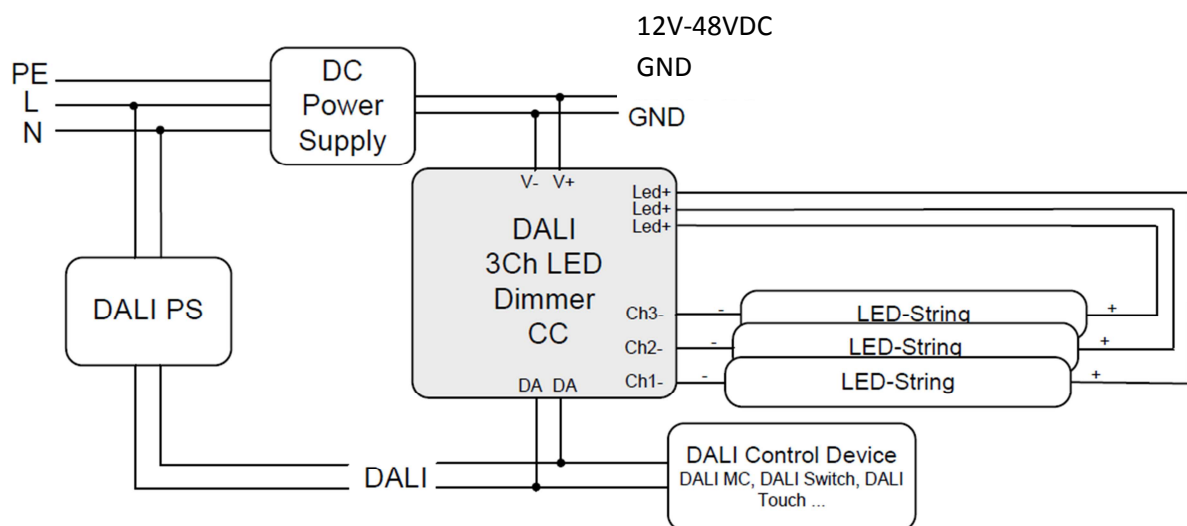 12V-48VDC
GND
PE
L
N
DC
Power
Supply
GND
V- V+
Led+
Led+
Led+
DALI
3Ch LED
Dimmer
CC
DALI PS
Ch3-
Ch2-
Ch1-
- LED-String +
- LED-String +
- LED-String +
DA DA
DALI
DALI Control Device
DALI MC, DALI Switch, DALI
Touch ...